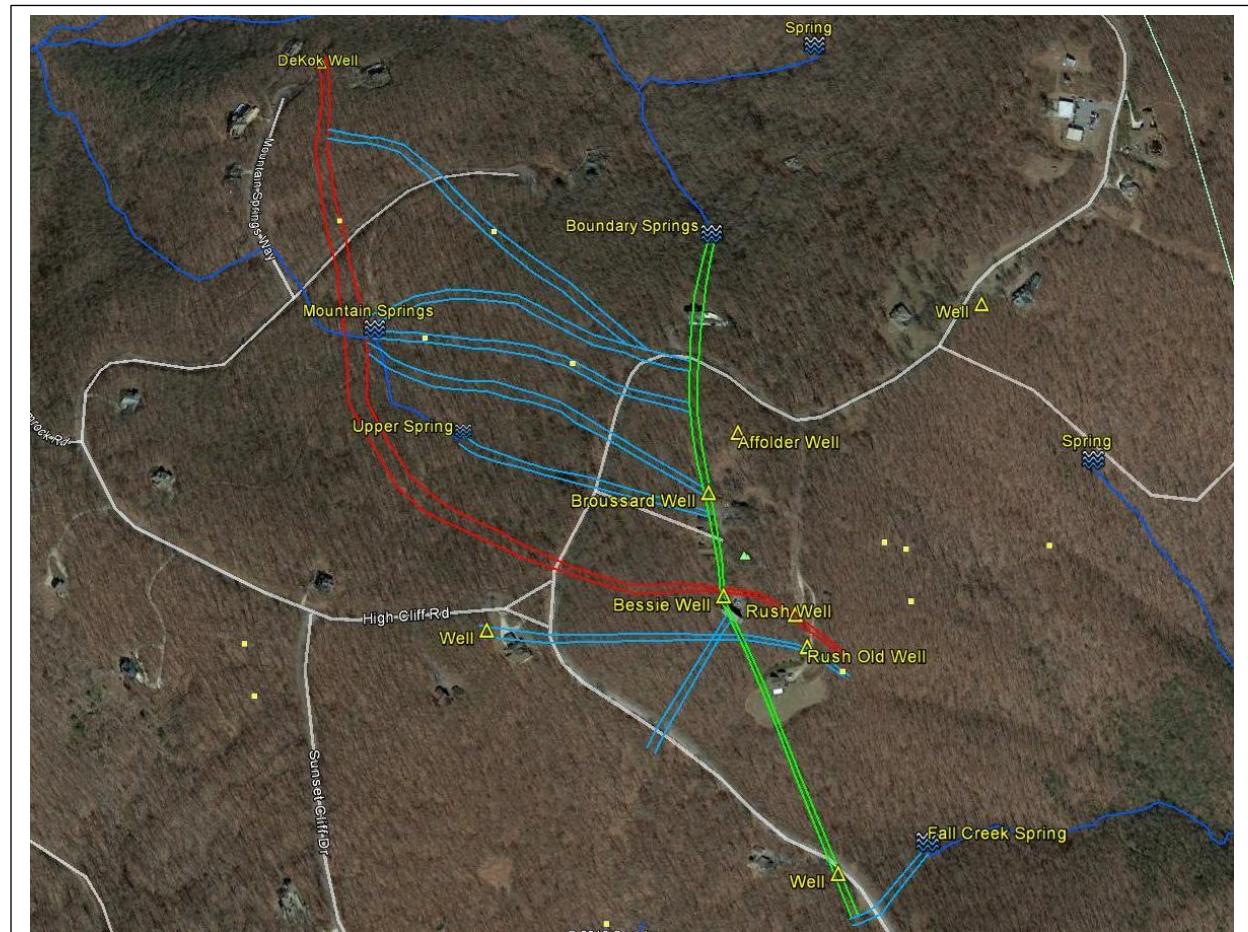 Spring
DeKok Well
Mountain Springs Way
Boundary Springs
Mountain Springs
Well
Upper Spring
Affolder Well
Spring
Broussard Well
Bessie Well
Rush Well
High Cliff Rd
Well
Rush Old Well
Sunset Cliff Dr
Fall Creek Spring
Well